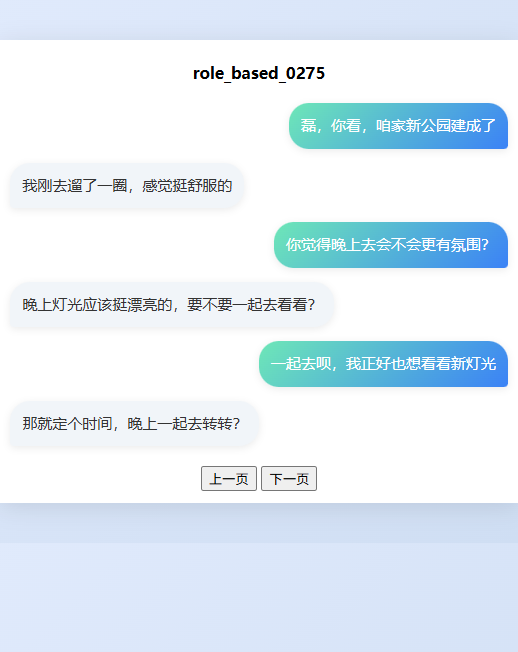 role_based_0275
磊，你看，咱家新公园建成了
我刚去遛了一圈，感觉挺舒服的
你觉得晚上去会不会更有氛围？
晚上灯光应该挺漂亮的，要不要一起去看看？
一起去呗，我正好也想看看新灯光
那就定个时间，晚上一起去转转？
上一页 下一页